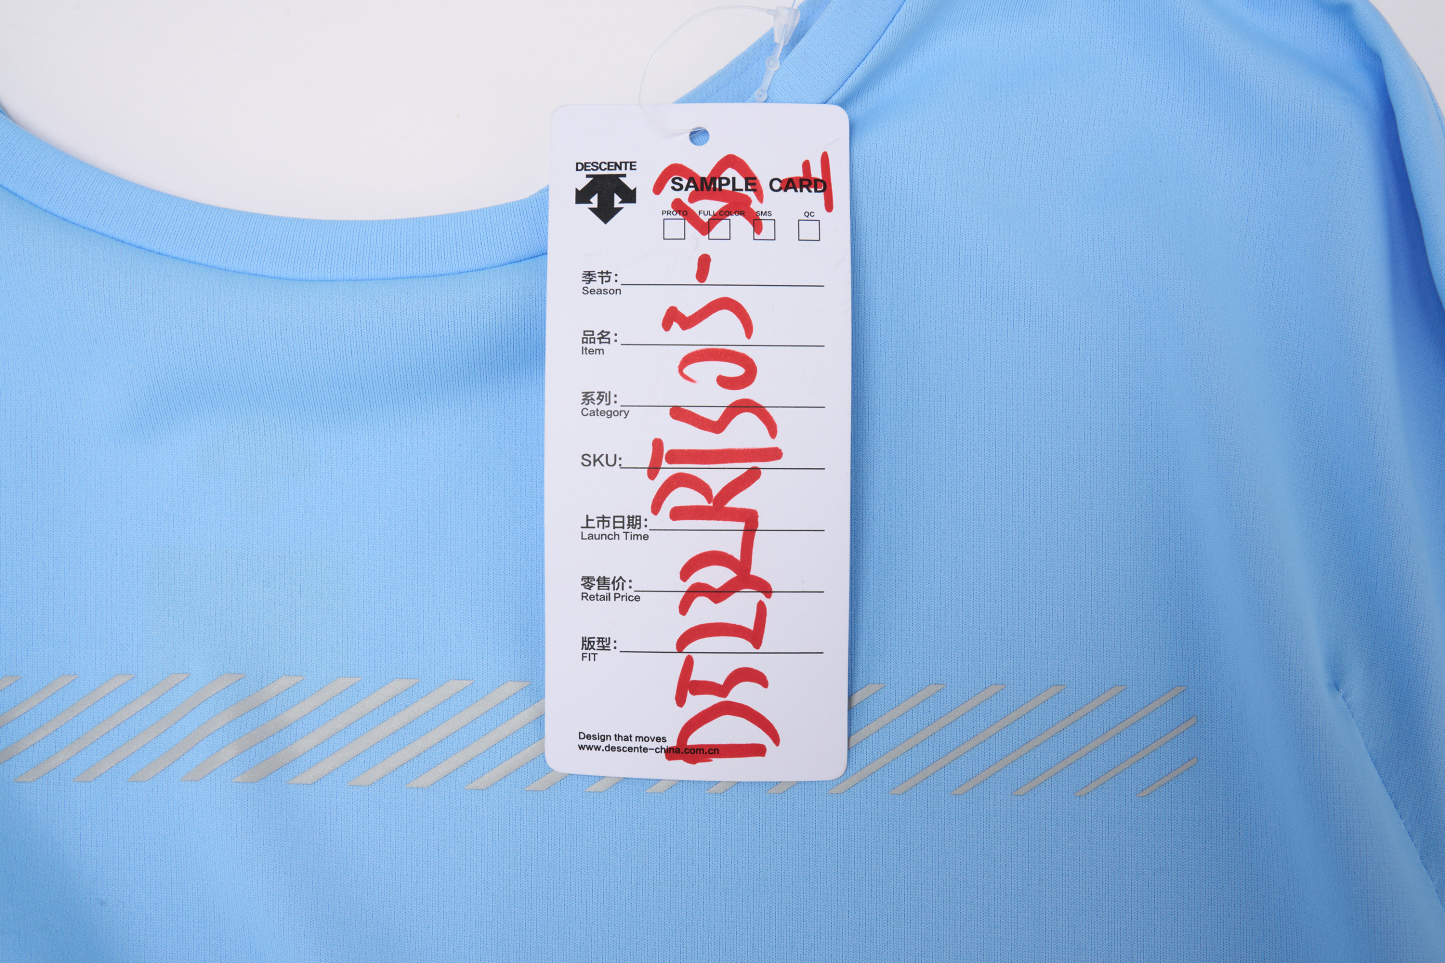 DESCENTE
SAMPLE CARD
PROTO FULL COLOR SMS QC
季节:
Season
品名:
Item
系列:
Category
SKU:
上市日期:
Launch Time
零售价:
Retail Price
版型:
FIT
Design that moves
www.descente-china.com.cn